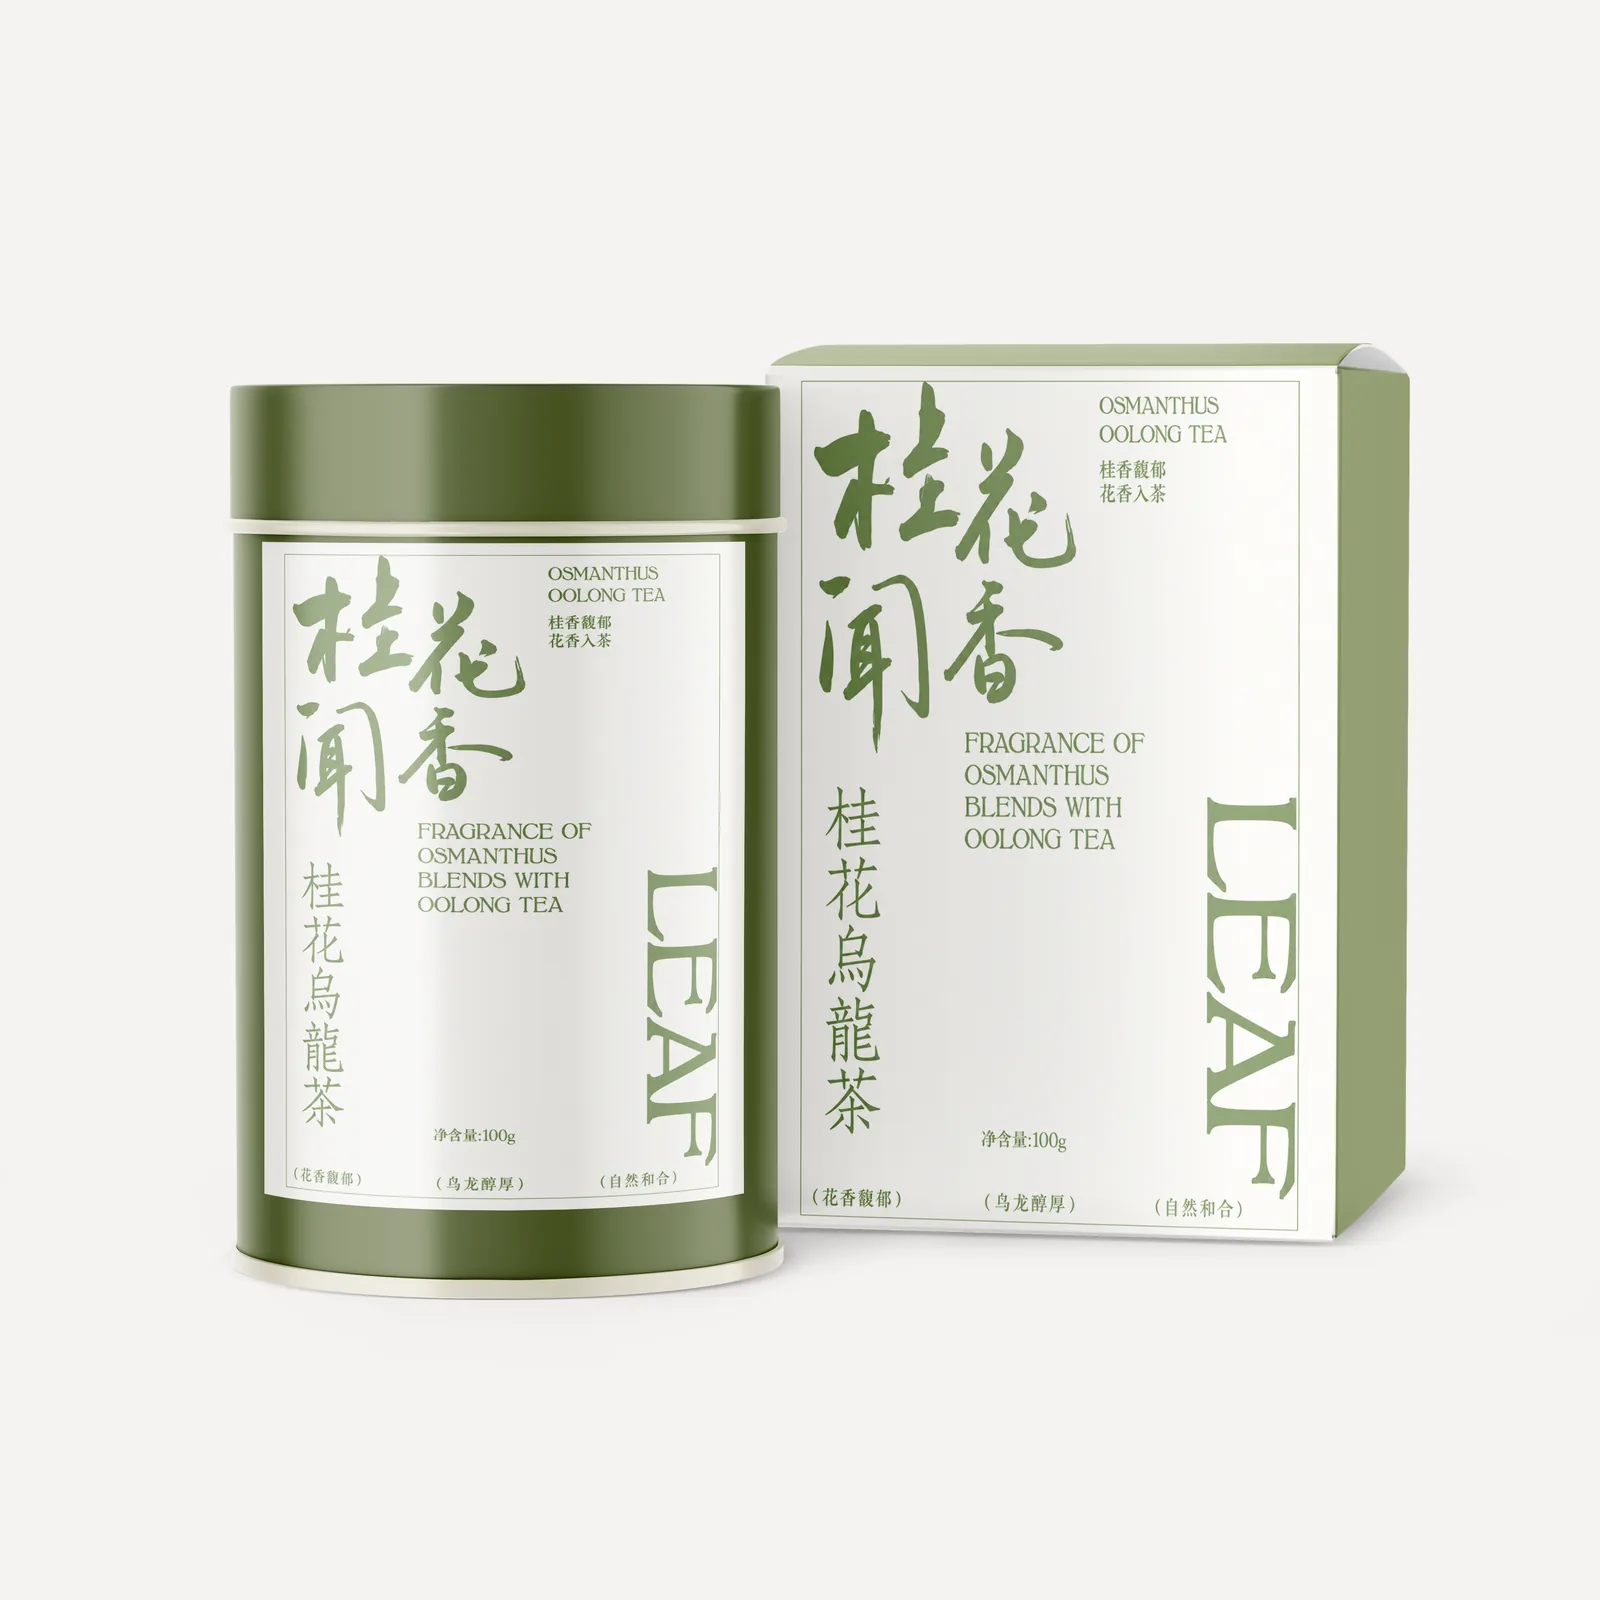 桂花
聞香
OSMANTHUS
OOLONG TEA
桂香馥郁
花香入茶
FRAGRANCE OF
OSMANTHUS
BLENDS WITH
OOLONG TEA
桂花烏龍茶
LEAF
净含量:100g
(花香馥郁)
(乌龙醇厚)
(自然和合)
桂花
聞香
OSMANTHUS
OOLONG TEA
桂香馥郁
花香入茶
FRAGRANCE OF
OSMANTHUS
BLENDS WITH
OOLONG TEA
桂花烏龍茶
LEAF
净含量:100g
(花香馥郁)
(乌龙醇厚)
(自然和合)